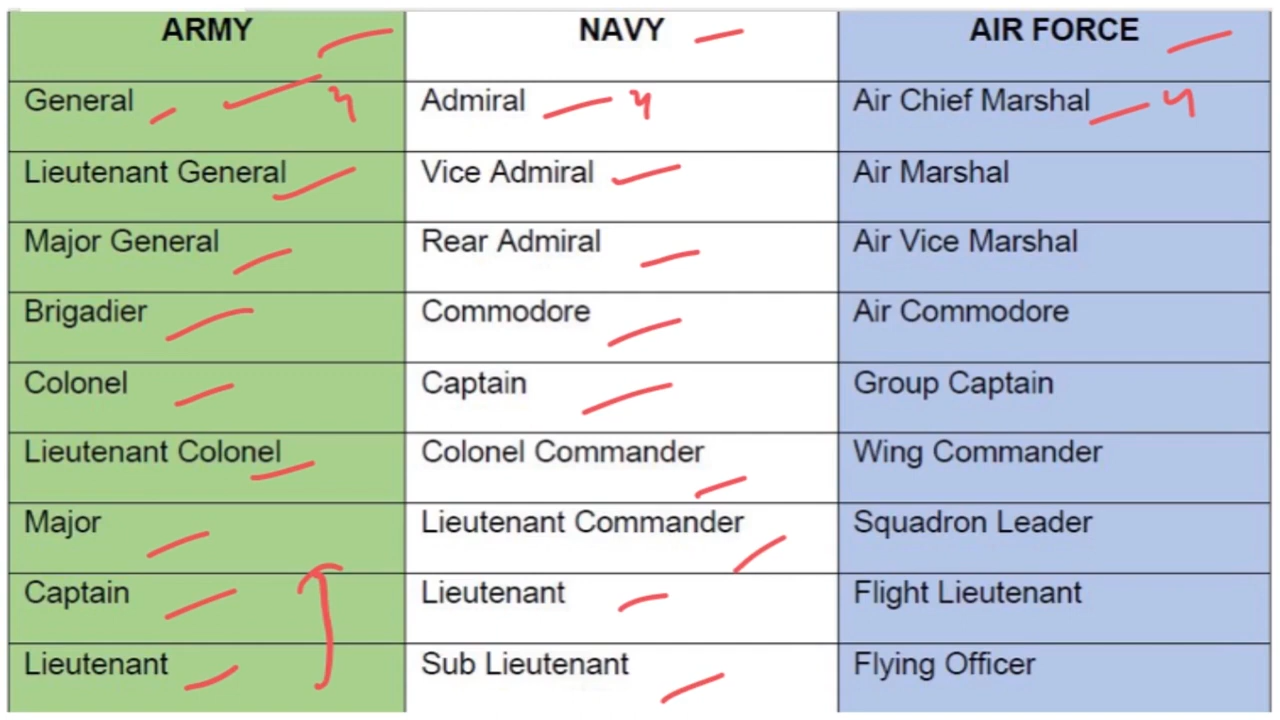 ARMY NAVY AIR FORCE
General Admiral Air Chief Marshal
Lieutenant General Vice Admiral Air Marshal
Major General Rear Admiral Air Vice Marshal
Brigadier Commodore Air Commodore
Colonel Captain Group Captain
Lieutenant Colonel Colonel Commander Wing Commander
Major Lieutenant Commander Squadron Leader
Captain Lieutenant Flight Lieutenant
Lieutenant Sub Lieutenant Flying Officer